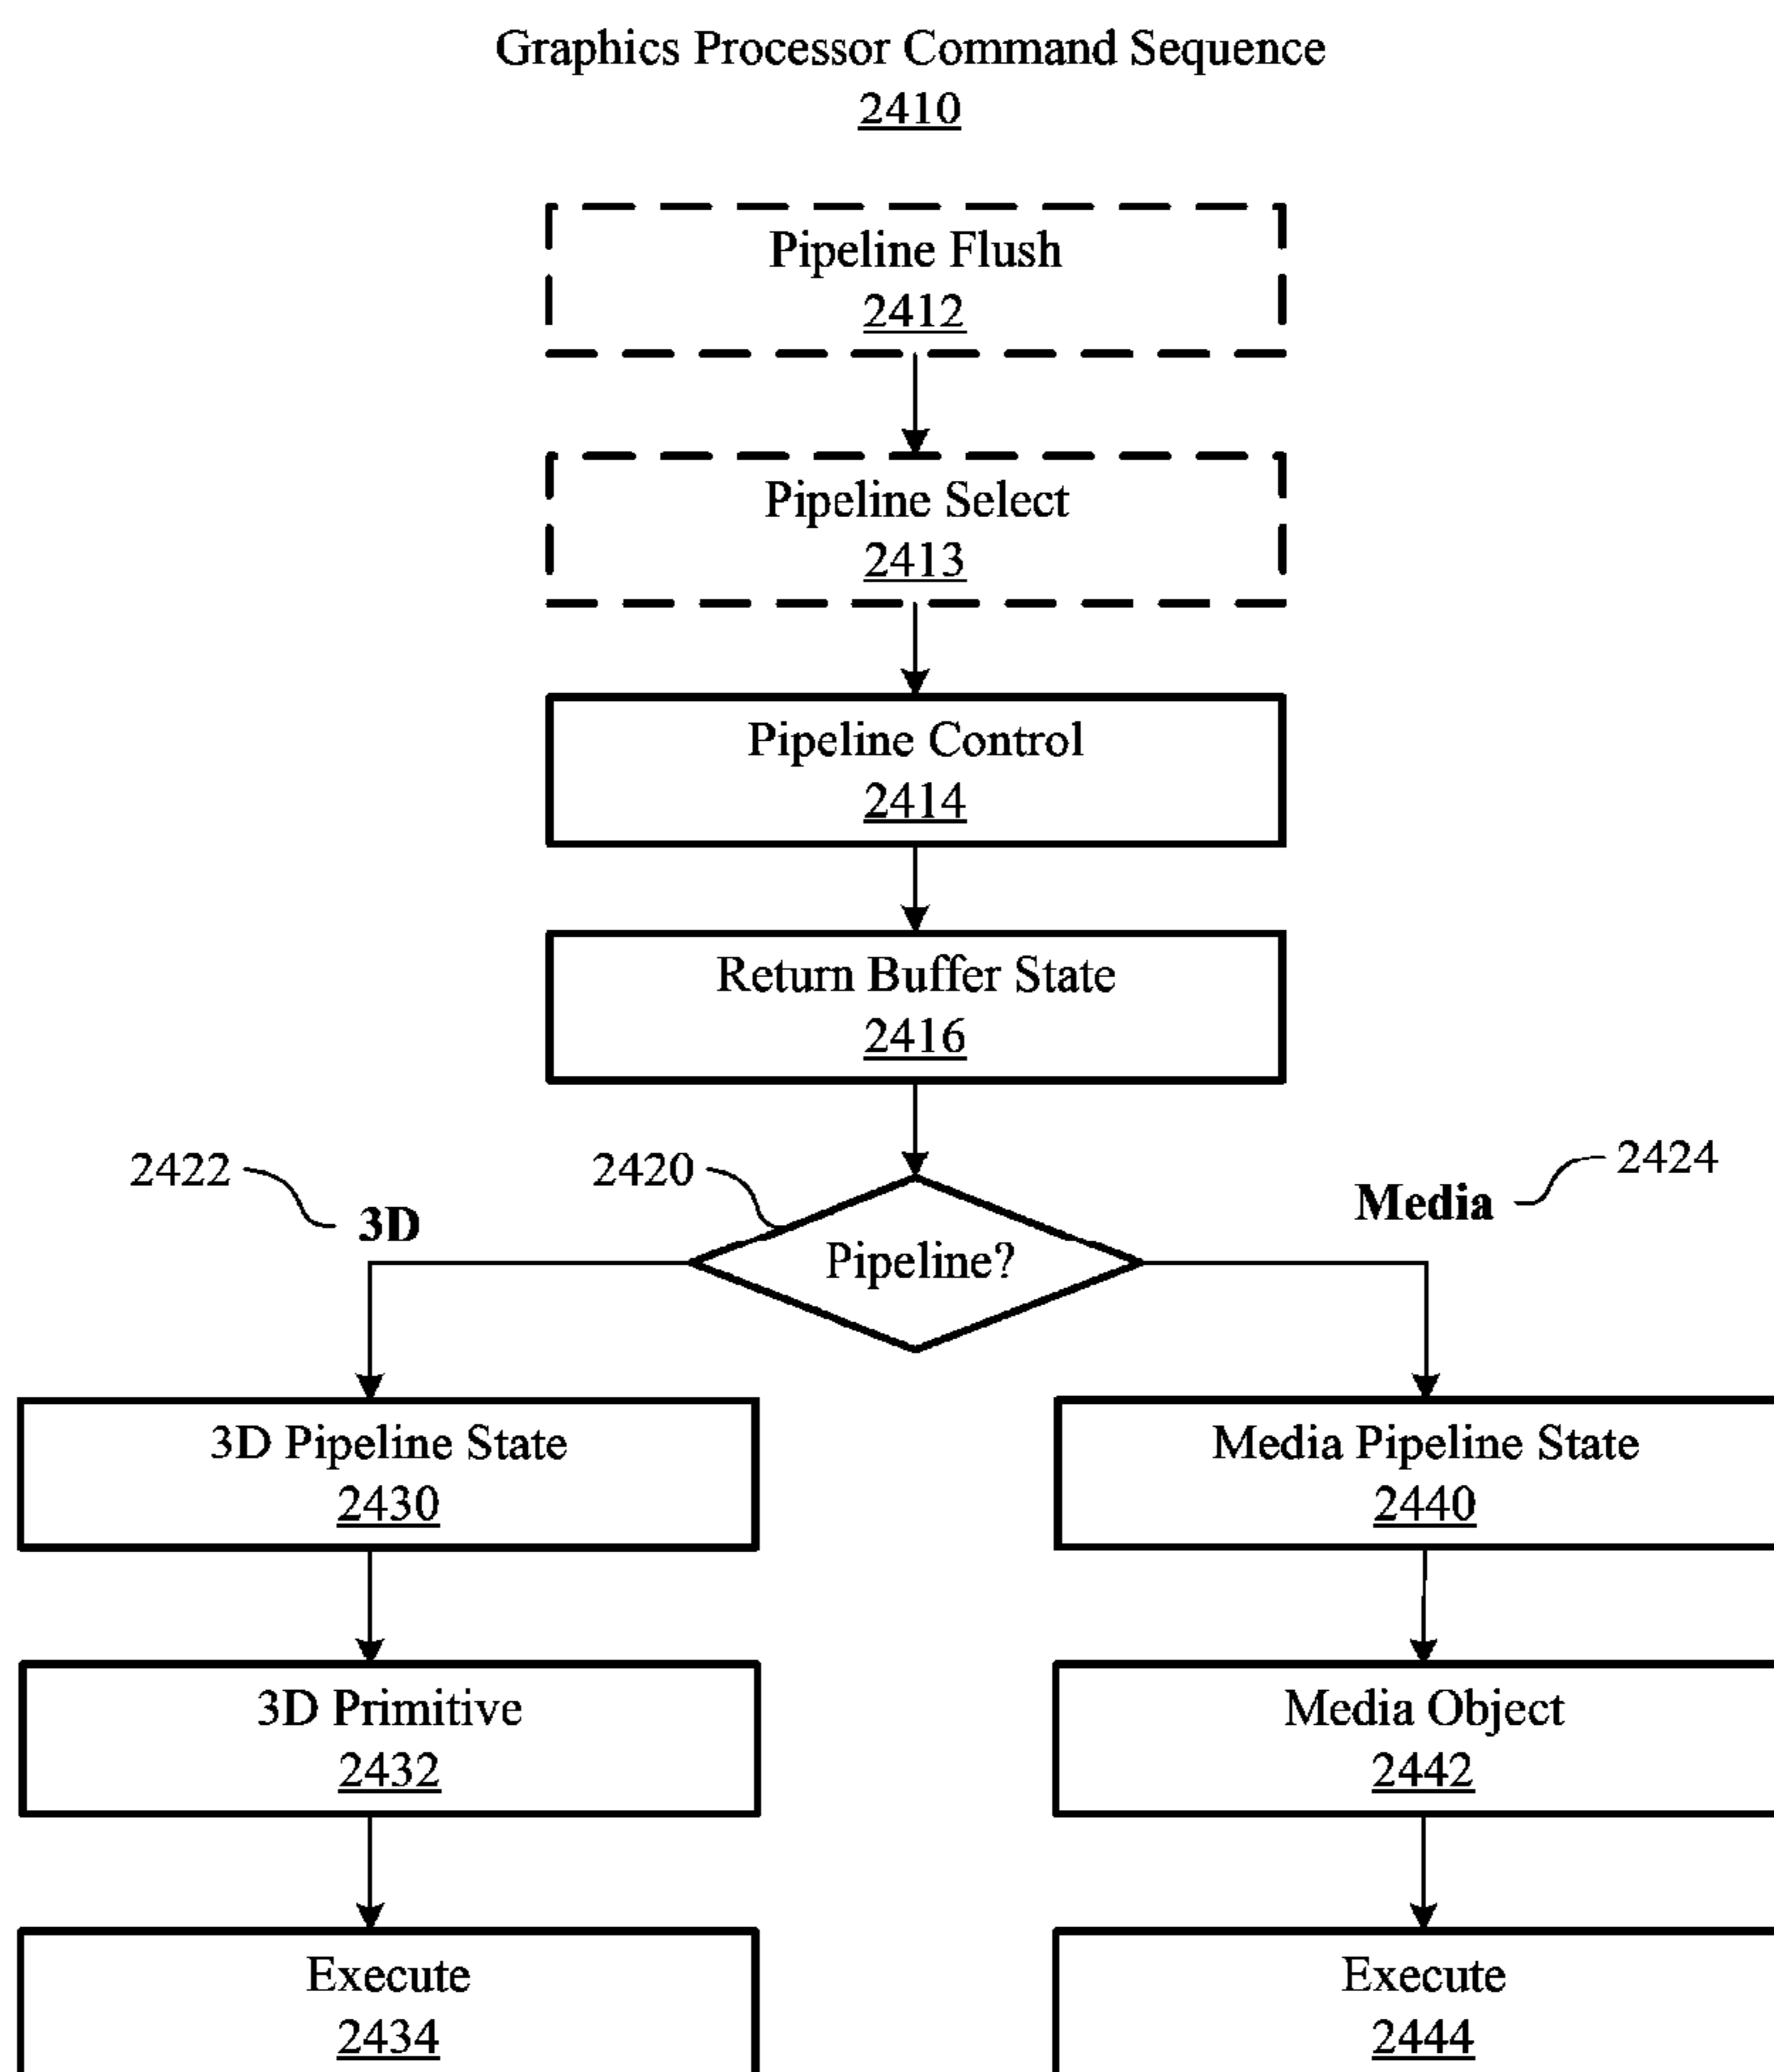 Graphics Processor Command Sequence
2410
Pipeline Flush
2412
Pipeline Select
2413
Pipeline Control
2414
Return Buffer State
2416
2422
2420
2424
3D
Media
Pipeline?
3D Pipeline State
2430
Media Pipeline State
2440
3D Primitive
2432
Media Object
2442
Execute
2434
Execute
2444